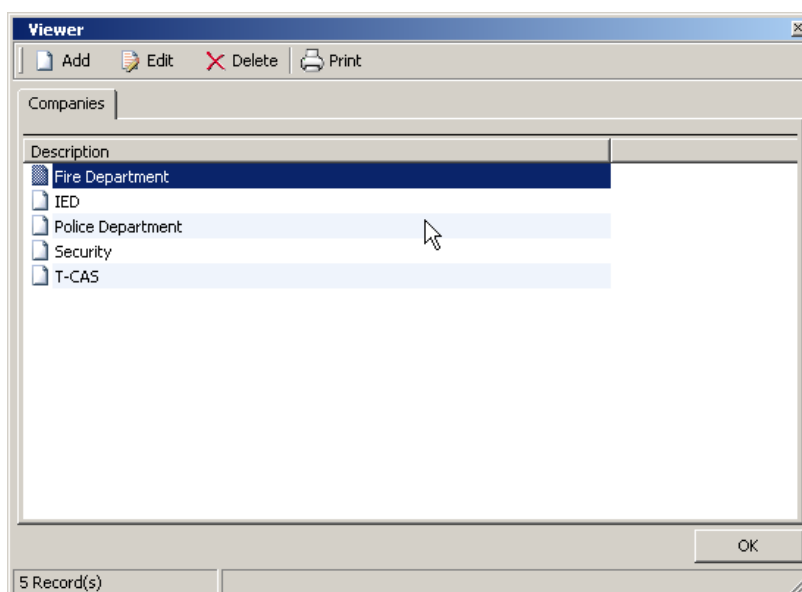 Viewer
Add Edit Delete Print
Companies
Description
Fire Department
IED
Police Department
Security
T-CAS
OK
5 Record(s)